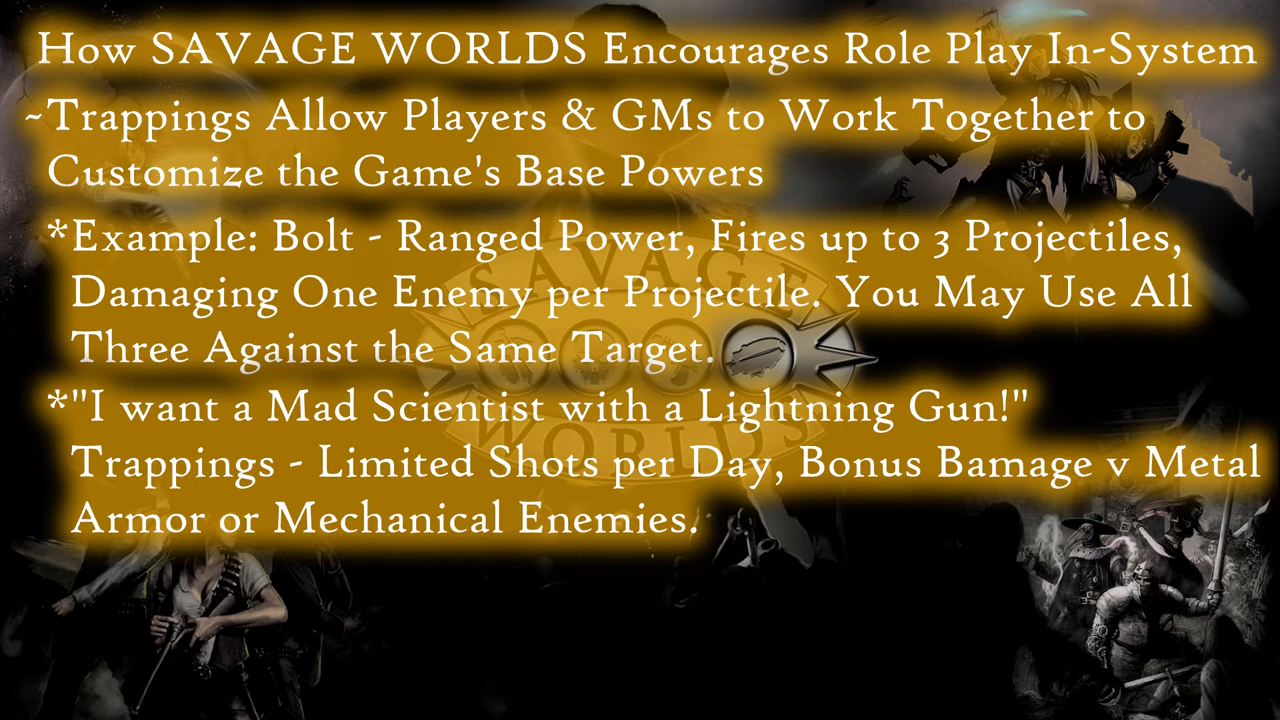 How SAVAGE WORLDS Encourages Role Play In-System
~Trappings Allow Players & GMs to Work Together to
Customize the Game's Base Powers
*Example: Bolt - Ranged Power, Fires up to 3 Projectiles,
Damaging One Enemy per Projectile. You May Use All
SAVAGE
Three Against the Same Target.
*"I want a Mad Scientist with a Lightning Gun!"
WORLDS
Trappings - Limited Shots per Day, Bonus Bamage v Metal
Armor or Mechanical Enemies.